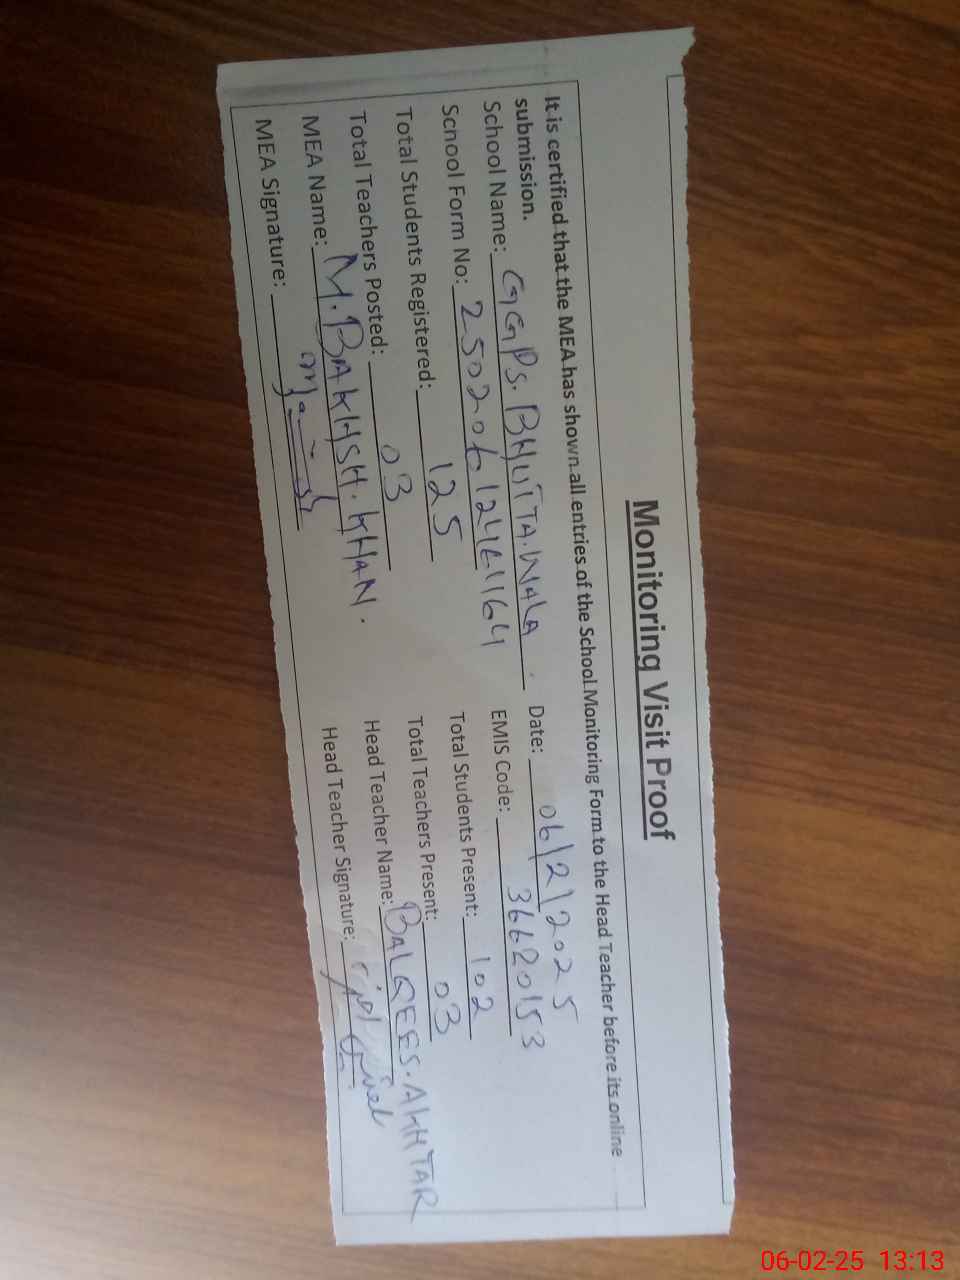 Monitoring Visit Proof
It is certified that the MEA has shown all entries of the School Monitoring Form to the Head Teacher before its online
submission.
School Name: GGPS. BHUTTA. WALA. Date: 06/2/2025
School Form No: EMIS Code: 36620153
Total Students Registered: 125 Total Students Present: 102
Total Teachers Posted: 03 Total Teachers Present: 03
MEA Name: M. BAKHSH. KHAN. Head Teacher Name: BALQEES. AKHTAR
MEA Signature: Head Teacher Signature:
06-02-25 13:13